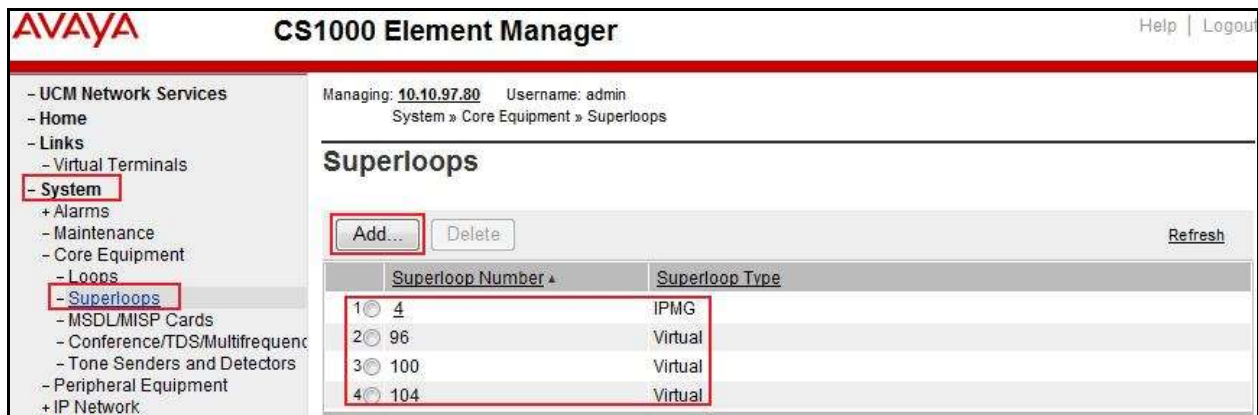 AVAYA
CS1000 Element Manager
Help | Logout
- UCM Network Services
- Home
- Links
- Virtual Terminals
- System
+ Alarms
- Maintenance
- Core Equipment
- Loops
- Superloops
- MSDL/MISP Cards
- Conference/TDS/Multifrequenc
- Tone Senders and Detectors
- Peripheral Equipment
+ IP Network
Managing: 10.10.97.80 Username: admin
System » Core Equipment » Superloops
Superloops
Add... Delete Refresh
Superloop Number ▲ Superloop Type
1 4 IPMG
2 96 Virtual
3 100 Virtual
4 104 Virtual